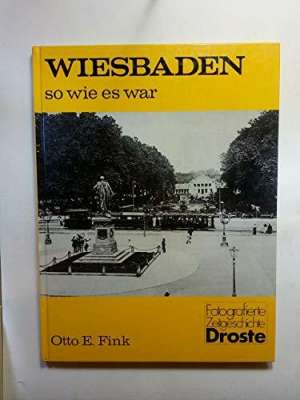 WIESBADEN
so wie es war
Fotografierte
Zeitgeschichte
Droste
Otto E. Fink